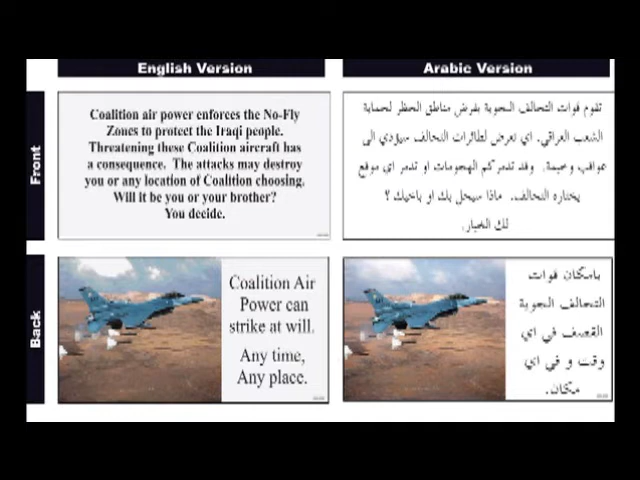 English Version
Arabic Version
Front
Coalition air power enforces the No-Fly
Zones to protect the Iraqi people.
Threatening these Coalition aircraft has
a consequence. The attacks may destroy
you or any location of Coalition choosing.
Will it be you or your brother?
You decide.
تقوم قوات التحالف الجوية بفرض مناطق الحظر لحماية
الشعب العراقي. اي تعرض لطائرات التحالف سيؤدي الى
عواقب وخيمة. وقد تدمركم الهجومات او تدمر اي موقع
يختاره التحالف. ماذا سيحل بك او باخيك ؟
لك الخيار.
Back
Coalition Air
Power can
strike at will.
Any time,
Any place.
بامكان قوات
التحالف الجوية
القصف في اي
وقت و في اي
مكان.